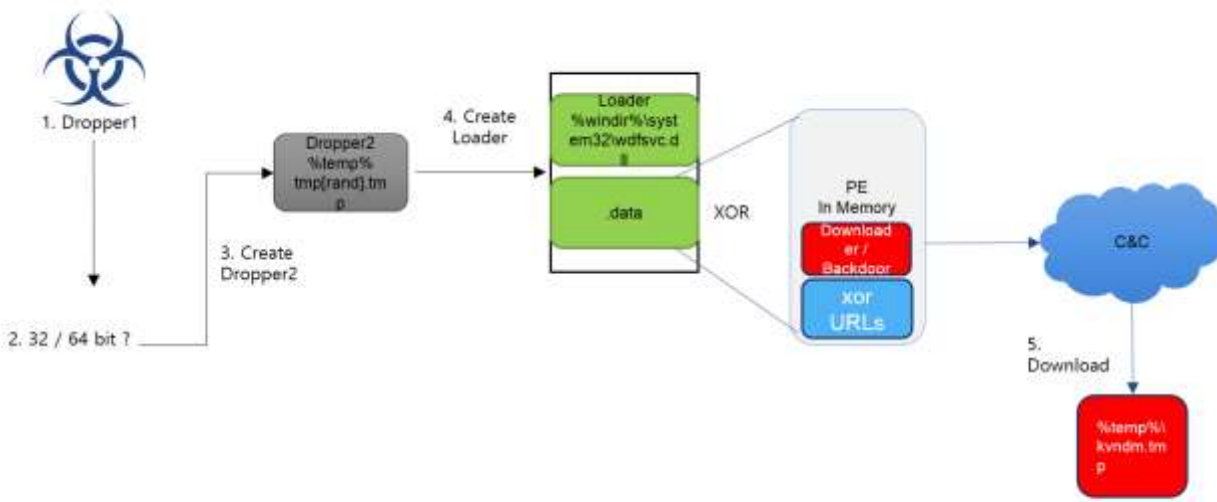 1. Dropper1
2. 32 / 64 bit ?
3. Create
Dropper2
Dropper2
%temp%
tmp[rand].tm
p
4. Create
Loader
Loader
%windir%\syst
em32\wdfsvc.d
ll
.data
XOR
PE
In Memory
Download
er /
Backdoor
xor
URLs
C&C
5.
Download
%temp%\
kvndm.tm
p